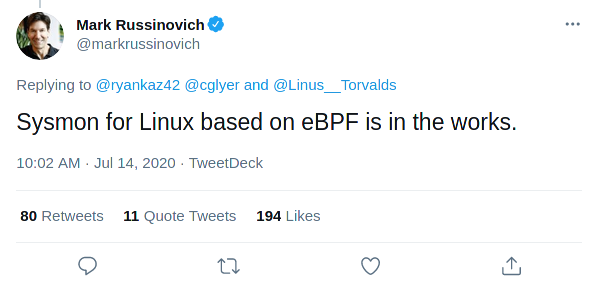 Mark Russinovich
@markrussinovich
Replying to @ryankaz42 @cglyer and @Linus__Torvalds
Sysmon for Linux based on eBPF is in the works.
10:02 AM · Jul 14, 2020 · TweetDeck
80 Retweets 11 Quote Tweets 194 Likes